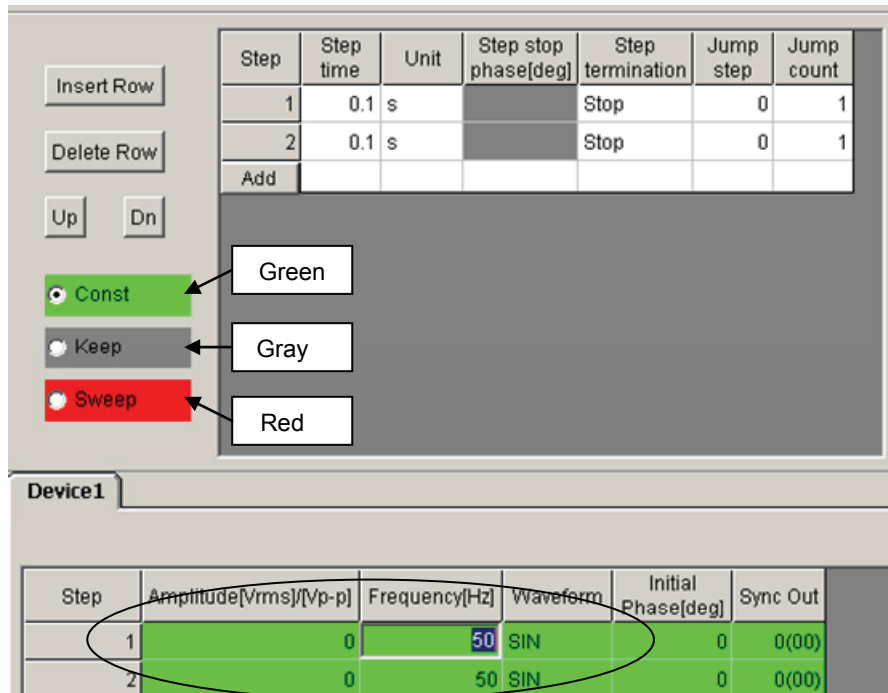 Insert Row
Delete Row
Up Dn
Const
Keep
Sweep
Green
Gray
Red
Step Step time Unit Step stop phase[deg] Step termination Jump step Jump count
1 0.1 s Stop 0 1
2 0.1 s Stop 0 1
Add
Device1
Step Amplitude[Vrms]/[Vp-p] Frequency[Hz] Waveform Initial Phase[deg] Sync Out
1 0 50 SIN 0 0(00)
2 0 50 SIN 0 0(00)